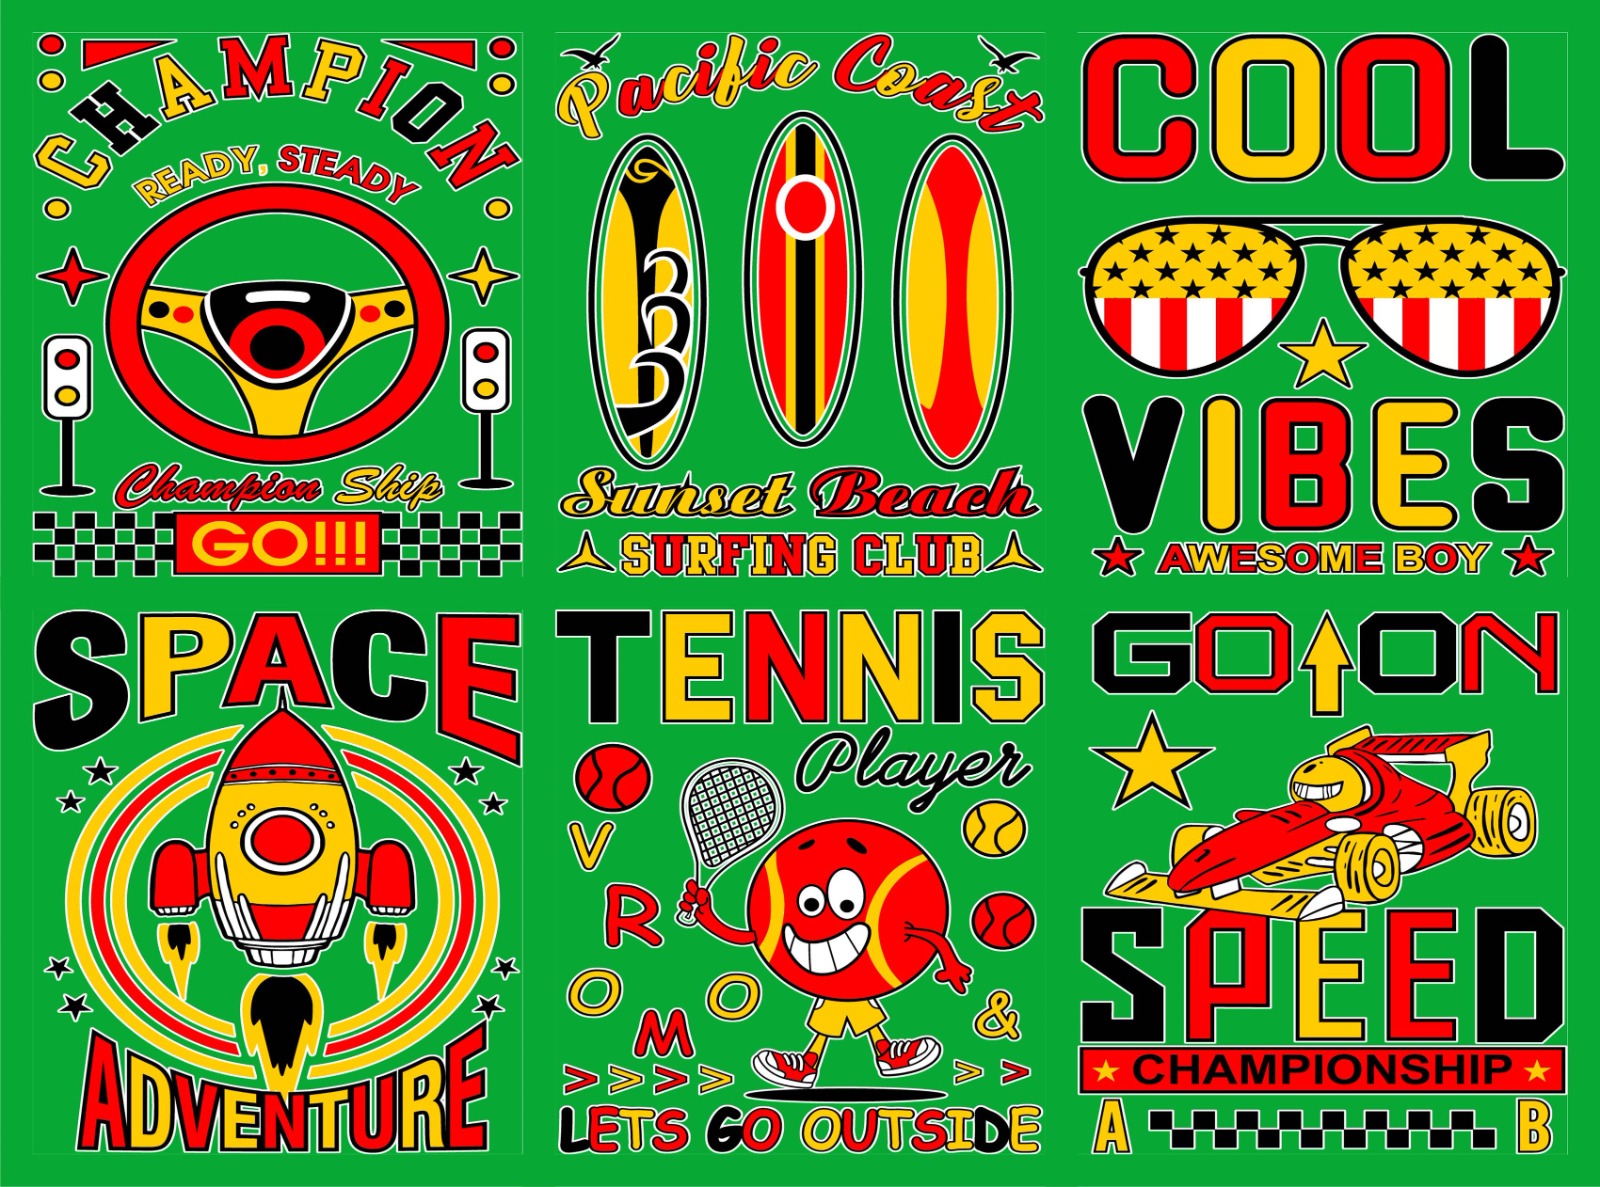 CHAMPION
READY, STEADY
Champion Ship
GO!!!
Pacific Coast
Sunset Beach
SURFING CLUB
COOL
VIBES
AWESOME BOY
SPACE
ADVENTURE
TENNIS
Player
V
R
O
O
M
&
> > > > > >
LETS GO OUTSIDE
GO ON
SPEED
CHAMPIONSHIP
A B